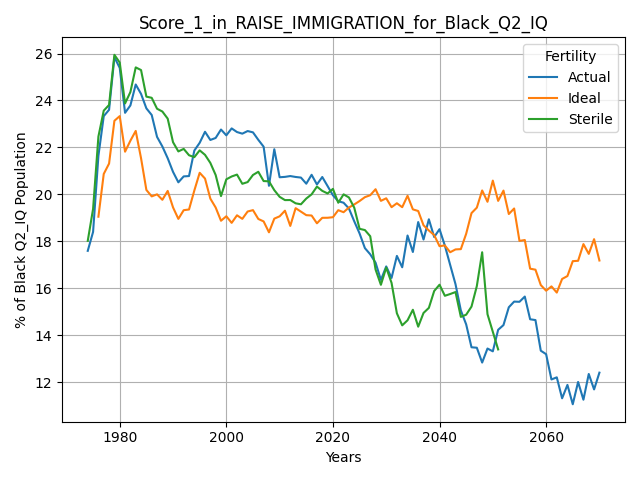 Score_1_in_RAISE_IMMIGRATION_for_Black_Q2_IQ
Fertility
Actual
Ideal
Sterile
% of Black Q2_IQ Population
26
24
22
20
18
16
14
12
1980 2000 2020 2040 2060
Years